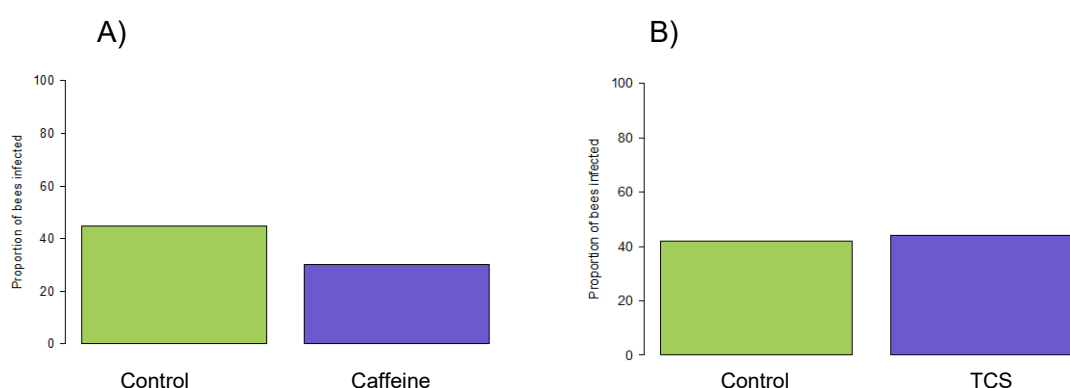 A)
Proportion of bees infected
100
80
60
40
20
0
Control Caffeine
B)
Proportion of bees infected
100
80
60
40
20
0
Control TCS